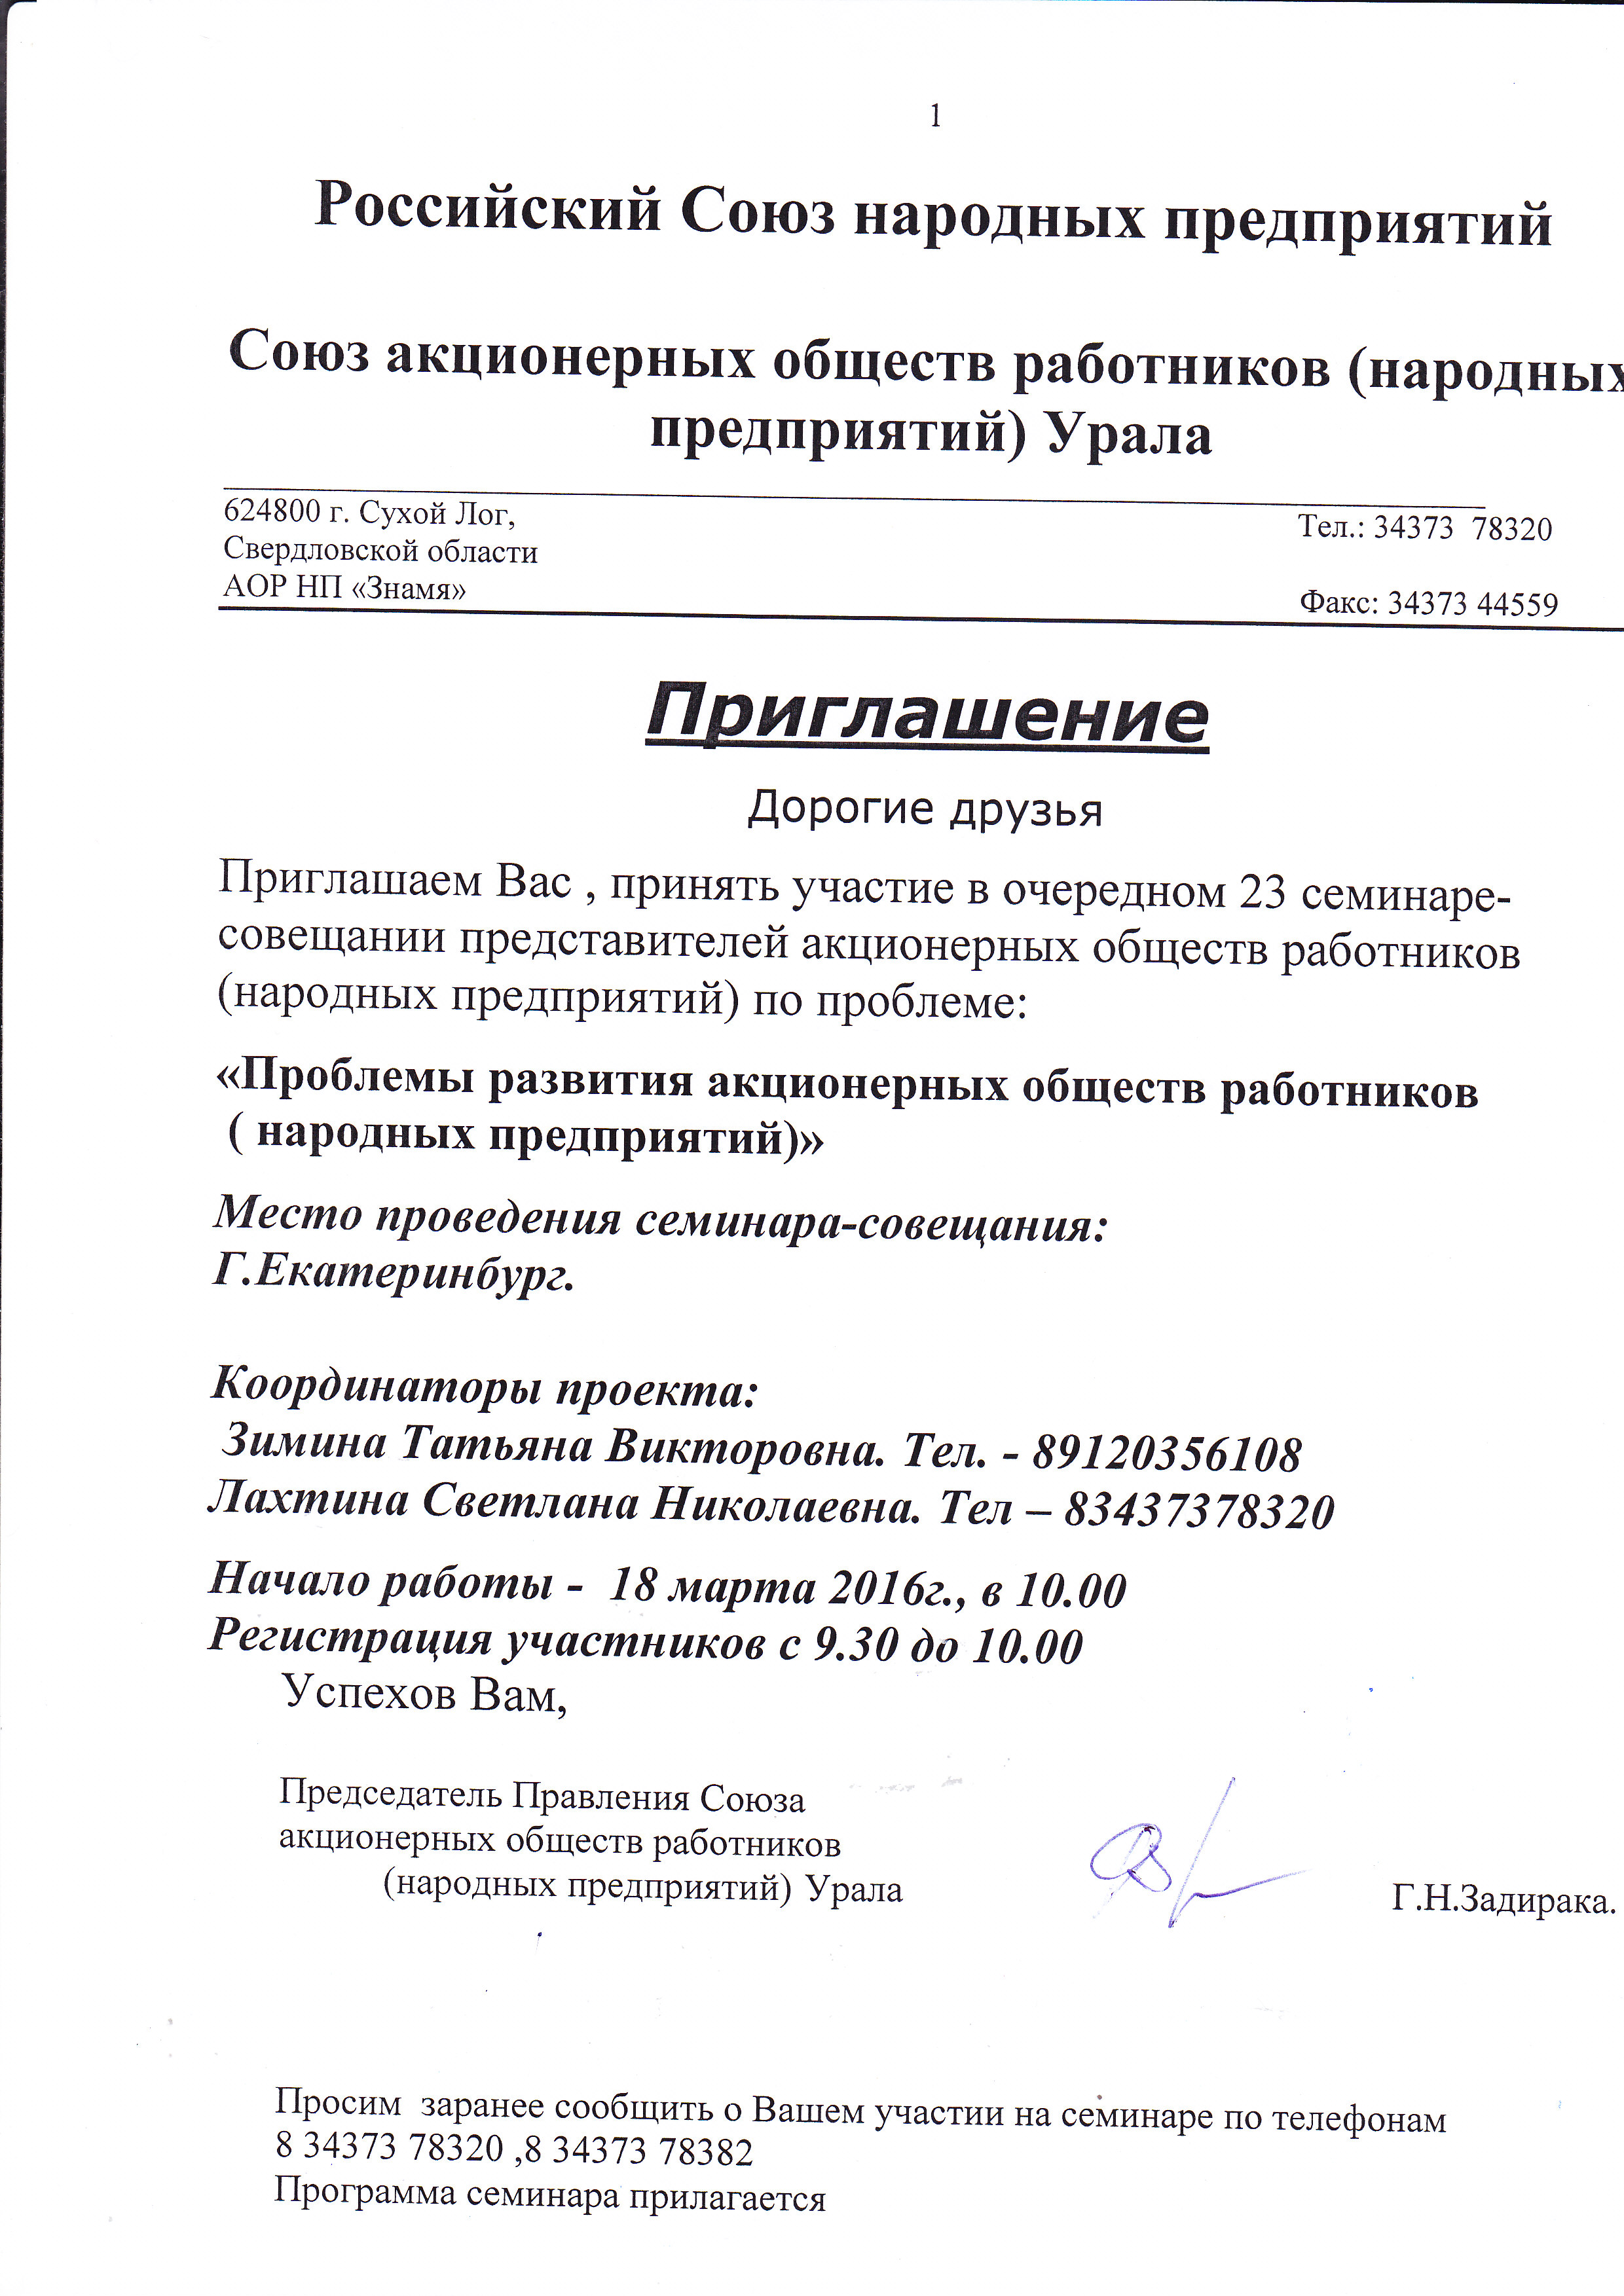 1
Российский Союз народных предприятий
Союз акционерных обществ работников (народных
предприятий) Урала
624800 г. Сухой Лог,
Свердловской области
АОР НП «Знамя»
Тел.: 34373  78320
Факс: 34373 44559
Приглашение
Дорогие друзья
Приглашаем Вас , принять участие в очередном 23 семинаре-
совещании представителей акционерных обществ работников
(народных предприятий) по проблеме:
«Проблемы развития акционерных обществ работников
( народных предприятий)»
Место проведения семинара-совещания:
Г.Екатеринбург.
Координаторы проекта:
Зимина Татьяна Викторовна. Тел. - 89120356108
Лахтина Светлана Николаевна. Тел – 83437378320
Начало работы -  18 марта 2016г., в 10.00
Регистрация участников с 9.30 до 10.00
Успехов Вам,
Председатель Правления Союза
акционерных обществ работников
(народных предприятий) Урала
Г.Н.Задирака.
Просим  заранее сообщить о Вашем участии на семинаре по телефонам
8 34373 78320 ,8 34373 78382
Программа семинара прилагается